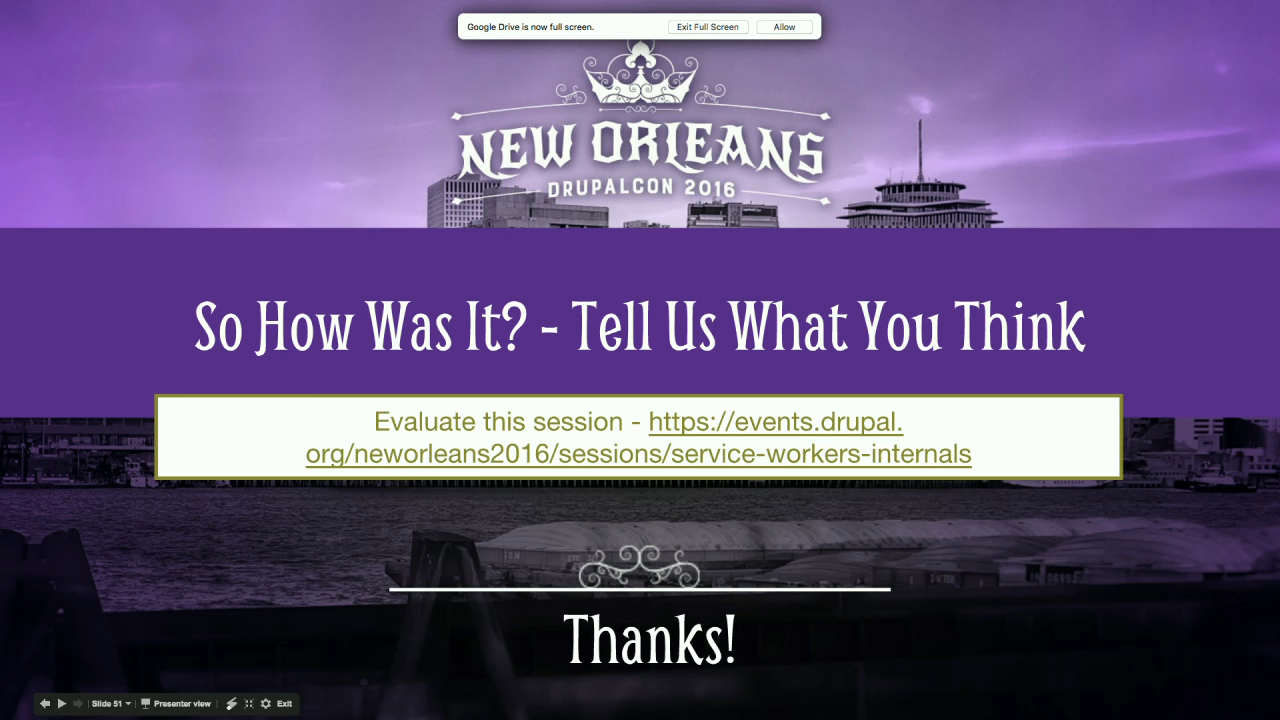 Google Drive is now full screen. Exit Full Screen Allow
NEW ORLEANS
DRUPALCON 2016
So How Was It? - Tell Us What You Think
Evaluate this session - https://events.drupal.
org/neworleans2016/sessions/service-workers-internals
Thanks!
Slide 51 Presenter view Exit